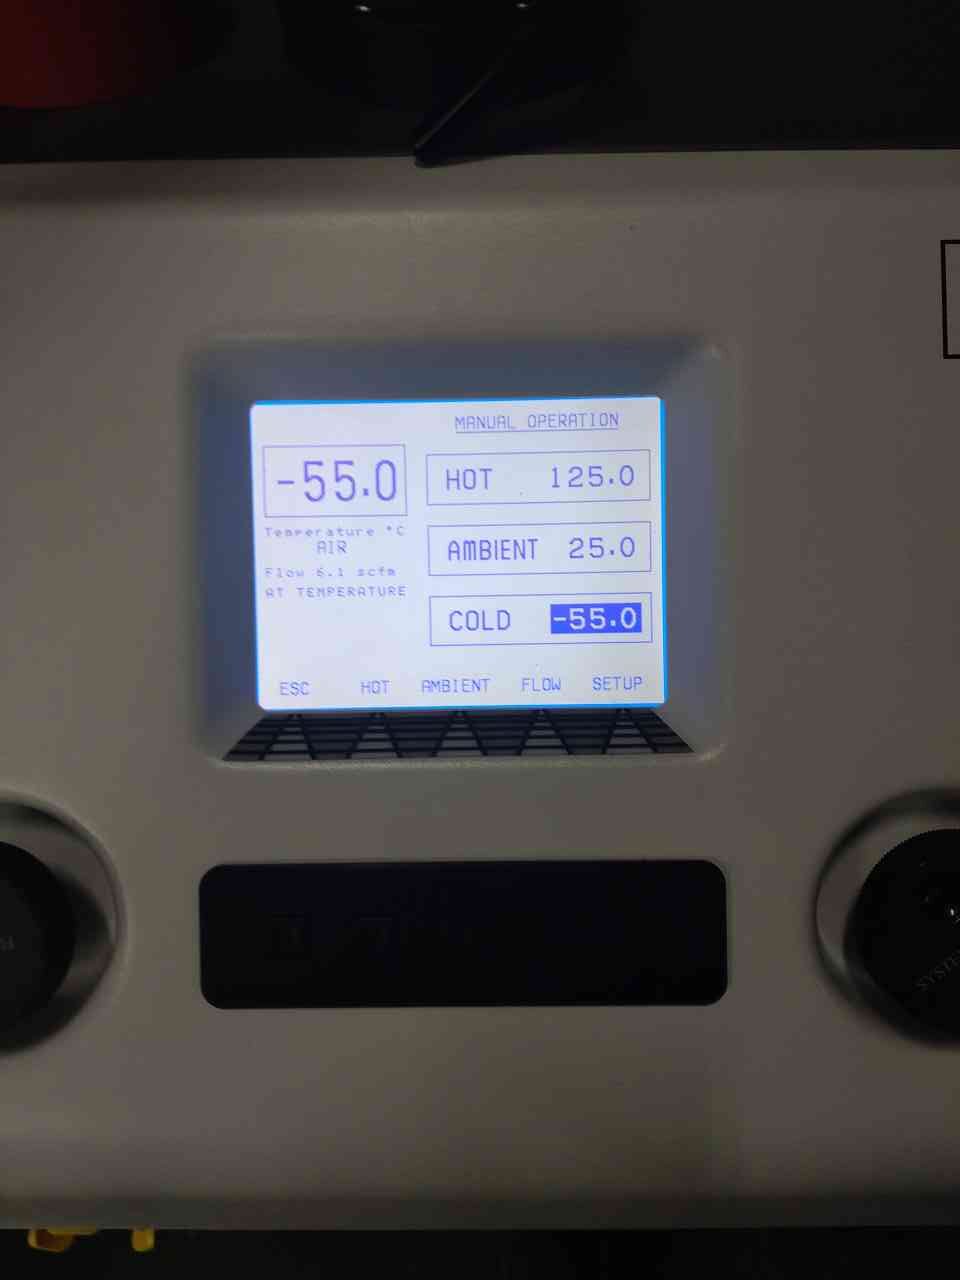 MANUAL OPERATION
-55.0
Temperature °C
AIR
Flow 6.1 scfm
AT TEMPERATURE
HOT 125.0
AMBIENT 25.0
COLD -55.0
ESC HOT AMBIENT FLOW SETUP